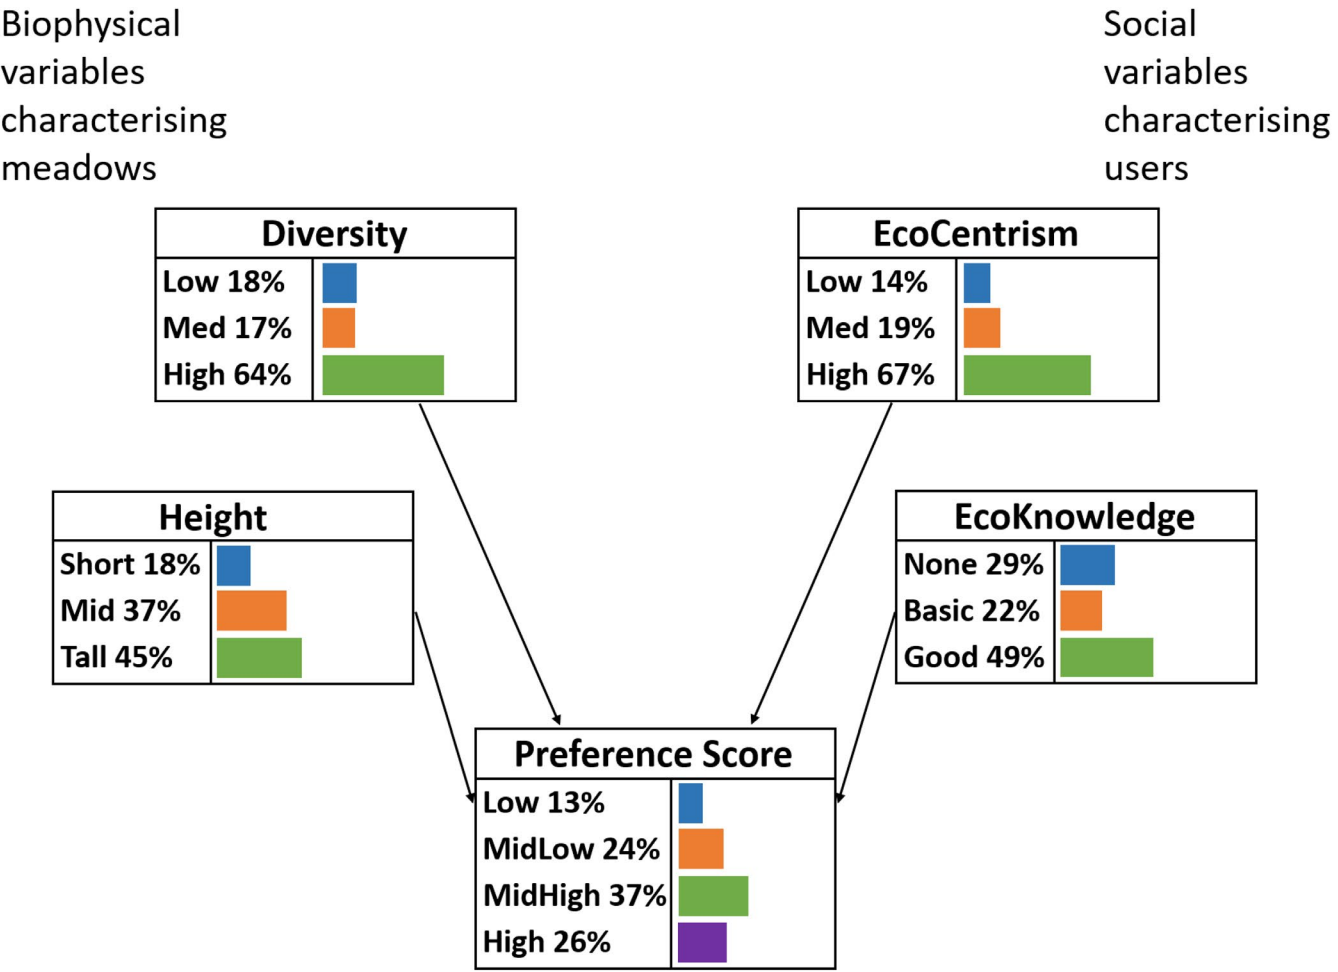 Biophysical
variables
characterising
meadows
Social
variables
characterising
users
Diversity
Low 18%
Med 17%
High 64%
EcoCentrism
Low 14%
Med 19%
High 67%
Height
Short 18%
Mid 37%
Tall 45%
EcoKnowledge
None 29%
Basic 22%
Good 49%
Preference Score
Low 13%
MidLow 24%
MidHigh 37%
High 26%